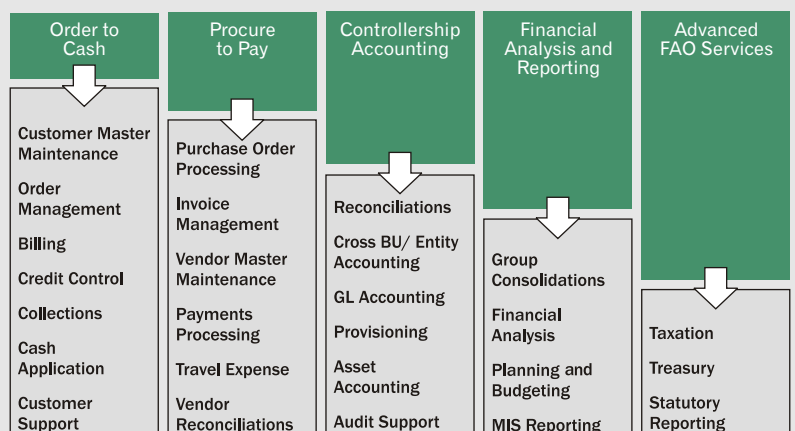 Order to
Cash
Customer Master
Maintenance
Order
Management
Billing
Credit Control
Collections
Cash
Application
Customer
Support
Procure
to Pay
Purchase Order
Processing
Invoice
Management
Vendor Master
Maintenance
Payments
Processing
Travel Expense
Vendor
Reconciliations
Controllership
Accounting
Reconciliations
Cross BU/ Entity
Accounting
GL Accounting
Provisioning
Asset
Accounting
Audit Support
Financial
Analysis and
Reporting
Group
Consolidations
Financial
Analysis
Planning and
Budgeting
MIS Reporting
Advanced
FAO Services
Taxation
Treasury
Statutory
Reporting